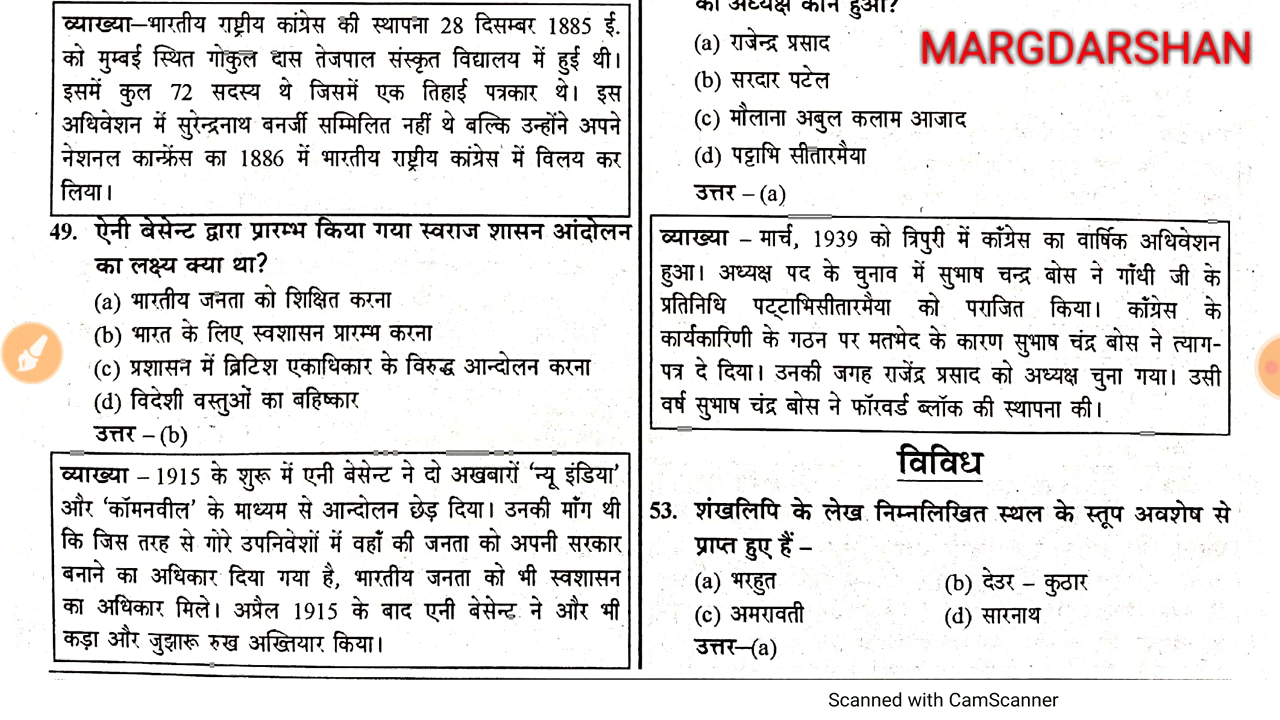 व्याख्या–भारतीय राष्ट्रीय कांग्रेस की स्थापना 28 दिसम्बर 1885 ई.
को मुम्बई स्थित गोकुल दास तेजपाल संस्कृत विद्यालय में हुई थी।
इसमें कुल 72 सदस्य थे जिसमें एक तिहाई पत्रकार थे। इस
अधिवेशन में सुरेन्द्रनाथ बनर्जी सम्मिलित नहीं थे बल्कि उन्होंने अपने
नेशनल कान्फ्रेंस का 1886 में भारतीय राष्ट्रीय कांग्रेस में विलय कर
लिया।
49. ऐनी बेसेन्ट द्वारा प्रारम्भ किया गया स्वराज शासन आंदोलन
का लक्ष्य क्या था?
(a) भारतीय जनता को शिक्षित करना
(b) भारत के लिए स्वशासन प्रारम्भ करना
(c) प्रशासन में ब्रिटिश एकाधिकार के विरुद्ध आन्दोलन करना
(d) विदेशी वस्तुओं का बहिष्कार
उत्तर – (b)
व्याख्या – 1915 के शुरू में एनी बेसेन्ट ने दो अखबारों ‘न्यू इंडिया’
और ‘कॉमनवील’ के माध्यम से आन्दोलन छेड़ दिया। उनकी माँग थी
कि जिस तरह से गोरे उपनिवेशों में वहाँ की जनता को अपनी सरकार
बनाने का अधिकार दिया गया है, भारतीय जनता को भी स्वशासन
का अधिकार मिले। अप्रैल 1915 के बाद एनी बेसेन्ट ने और भी
कड़ा और जुझारू रुख अख्तियार किया।
का अध्यक्ष कौन हुआ?
MARGDARSHAN
(a) राजेन्द्र प्रसाद
(b) सरदार पटेल
(c) मौलाना अबुल कलाम आजाद
(d) पट्टाभि सीतारमैया
उत्तर – (a)
व्याख्या – मार्च, 1939 को त्रिपुरी में काँग्रेस का वार्षिक अधिवेशन
हुआ। अध्यक्ष पद के चुनाव में सुभाष चन्द्र बोस ने गाँधी जी के
प्रतिनिधि पट्टाभिसीतारमैया को पराजित किया। काँग्रेस के
कार्यकारिणी के गठन पर मतभेद के कारण सुभाष चंद्र बोस ने त्याग-
पत्र दे दिया। उनकी जगह राजेंद्र प्रसाद को अध्यक्ष चुना गया। उसी
वर्ष सुभाष चंद्र बोस ने फॉरवर्ड ब्लॉक की स्थापना की।
विविध
53. शंखलिपि के लेख निम्नलिखित स्थल के स्तूप अवशेष से
प्राप्त हुए हैं –
(a) भरहुत (b) देउर – कुठार
(c) अमरावती (d) सारनाथ
उत्तर–(a)
Scanned with CamScanner